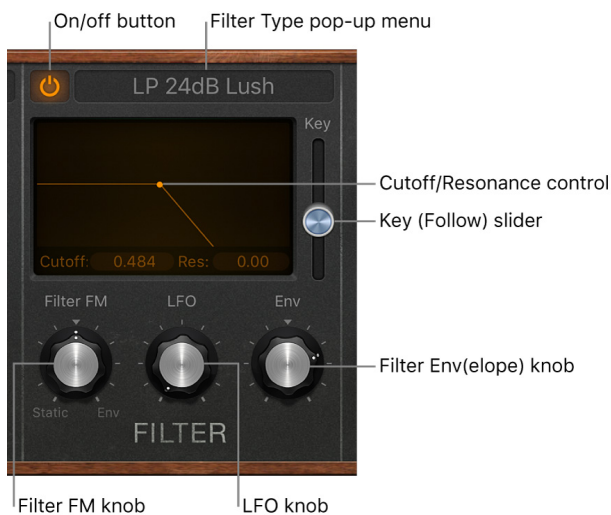 On/off button
Filter Type pop-up menu
LP 24dB Lush
Key
Cutoff/Resonance control
Key (Follow) slider
Cutoff: 0.484 Res: 0.00
Filter FM
LFO
Env
Filter Env(elope) knob
Static
Env
FILTER
Filter FM knob
LFO knob